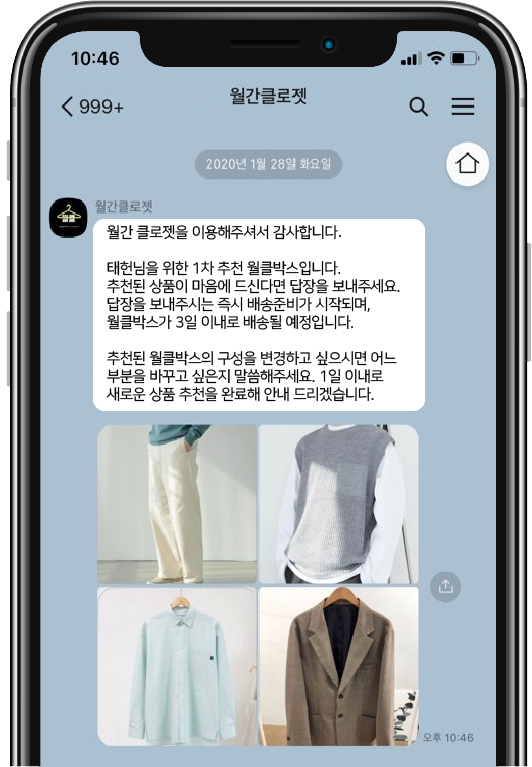 10:46
999+
월간클로젯
2020년 1월 28일 화요일
월간클로젯
월간 클로젯을 이용해주셔서 감사합니다.
태헌님을 위한 1차 추천 월클박스입니다.
추천된 상품이 마음에 드신다면 답장을 보내주세요.
답장을 보내주시는 즉시 배송준비가 시작되며,
월클박스가 3일 이내로 배송될 예정입니다.
추천된 월클박스의 구성을 변경하고 싶으시면 어느
부분을 바꾸고 싶은지 말씀해주세요. 1일 이내로
새로운 상품 추천을 완료해 안내 드리겠습니다.
오후 10:46